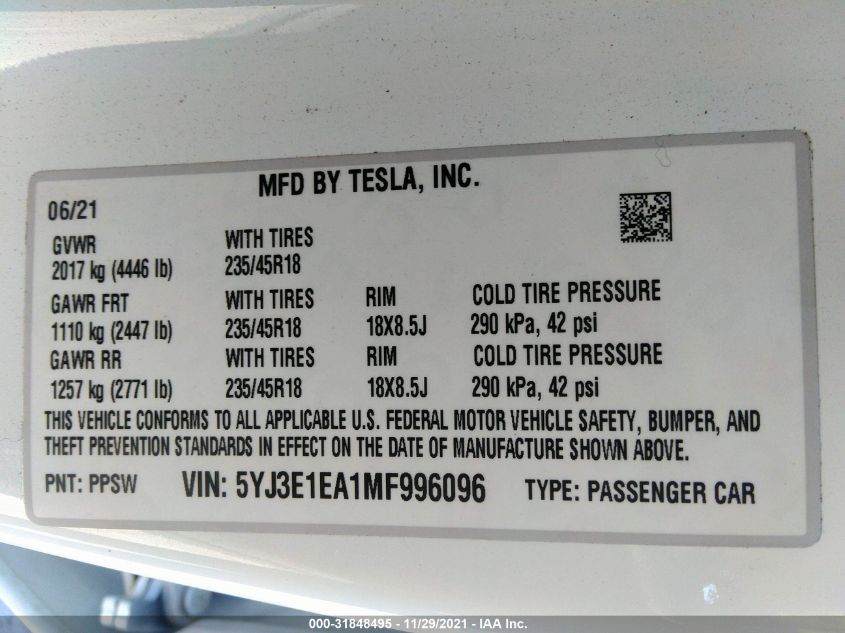 MFD BY TESLA, INC.
06/21
GVWR WITH TIRES
2017 kg (4446 lb) 235/45R18
GAWR FRT WITH TIRES RIM COLD TIRE PRESSURE
1110 kg (2447 lb) 235/45R18 18X8.5J 290 kPa, 42 psi
GAWR RR WITH TIRES RIM COLD TIRE PRESSURE
1257 kg (2771 lb) 235/45R18 18X8.5J 290 kPa, 42 psi
THIS VEHICLE CONFORMS TO ALL APPLICABLE U.S. FEDERAL MOTOR VEHICLE SAFETY, BUMPER, AND
THEFT PREVENTION STANDARDS IN EFFECT ON THE DATE OF MANUFACTURE SHOWN ABOVE.
PNT: PPSW VIN: 5YJ3E1EA1MF996096 TYPE: PASSENGER CAR
000-31848495 - 11/29/2021 - IAA Inc.